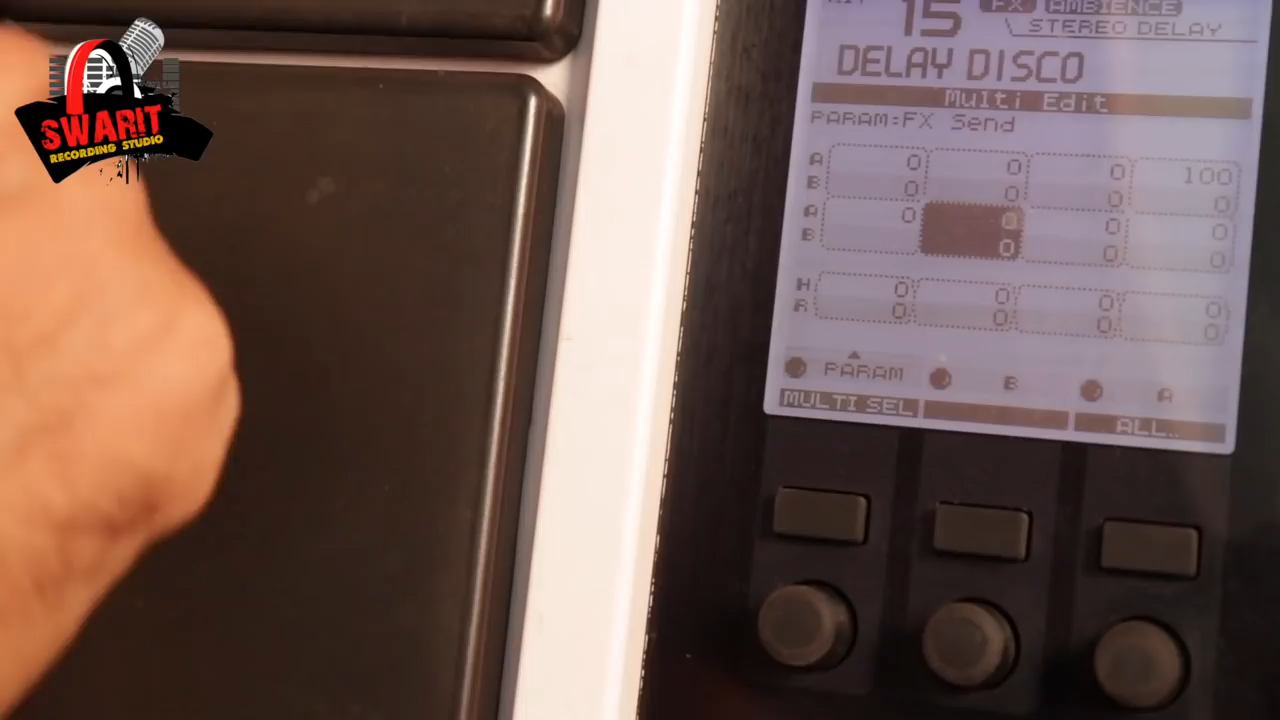 SWARIT
RECORDING STUDIO
15 FX AMBIENCE
STEREO DELAY
DELAY DISCO
Multi Edit
PARAM:FX Send
A 0 0 0 100
B 0 0 0 0
A 0 0 0 0
B 0 0 0
H 0 0 0 0
R 0 0 0 0
PARAM B A
MULTI SEL ALL..